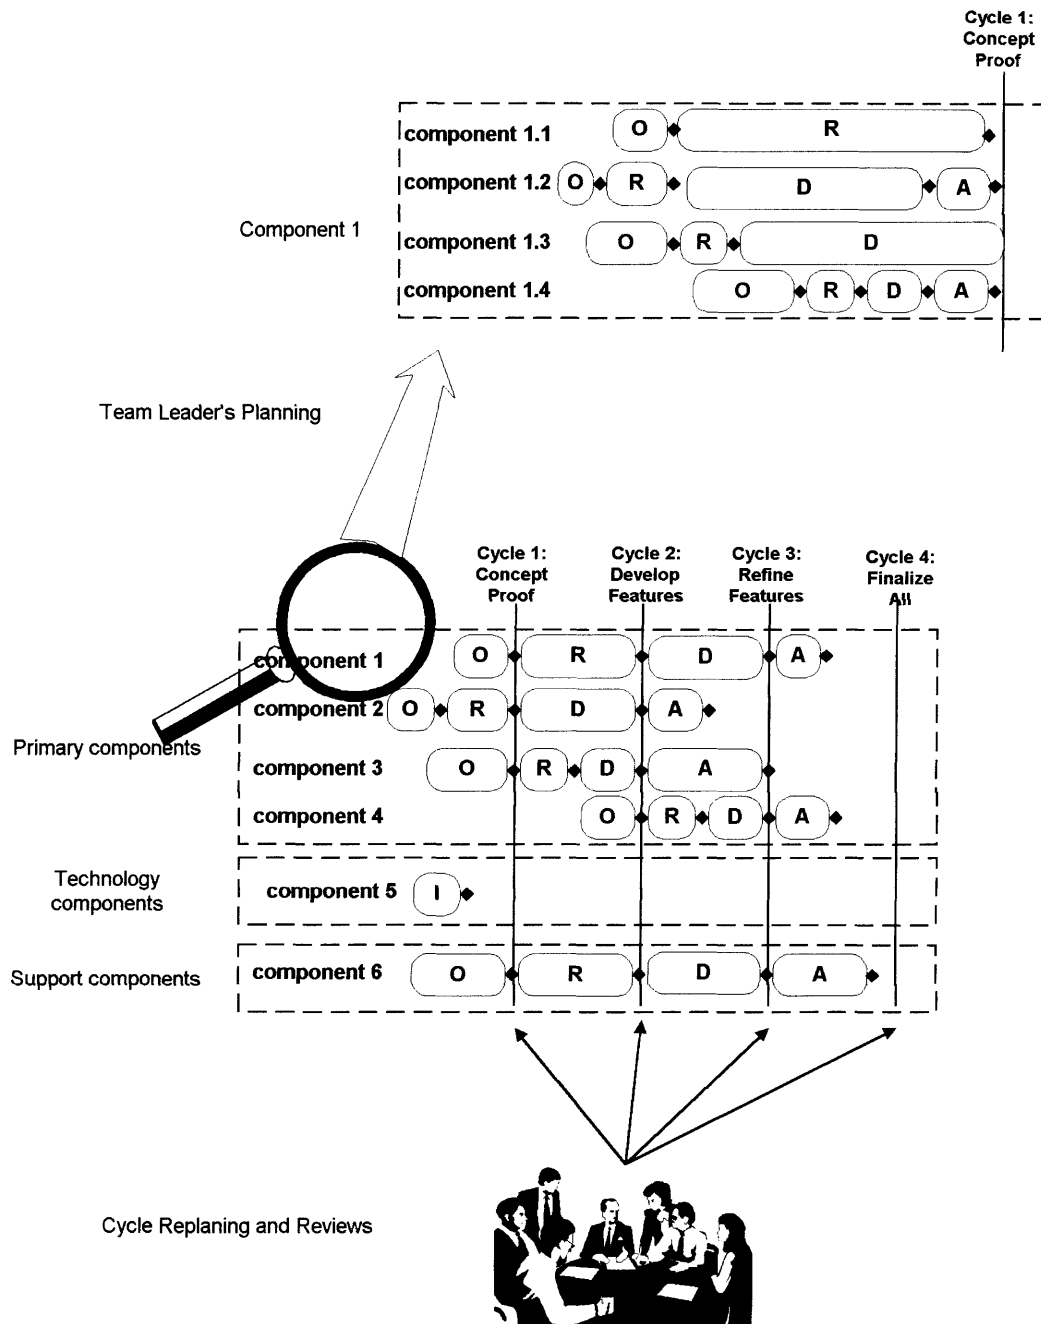 Cycle 1:
Concept
Proof
component 1.1 O R
component 1.2 O R D A
Component 1
component 1.3 O R D
component 1.4 O R D A
Team Leader's Planning
Cycle 1:
Concept
Proof
Cycle 2:
Develop
Features
Cycle 3:
Refine
Features
Cycle 4:
Finalize
All
component 1 O R D A
component 2 O R D A
Primary components
component 3 O R D A
component 4 O R D A
Technology
components
component 5 I
Support components
component 6 O R D A
Cycle Replaning and Reviews